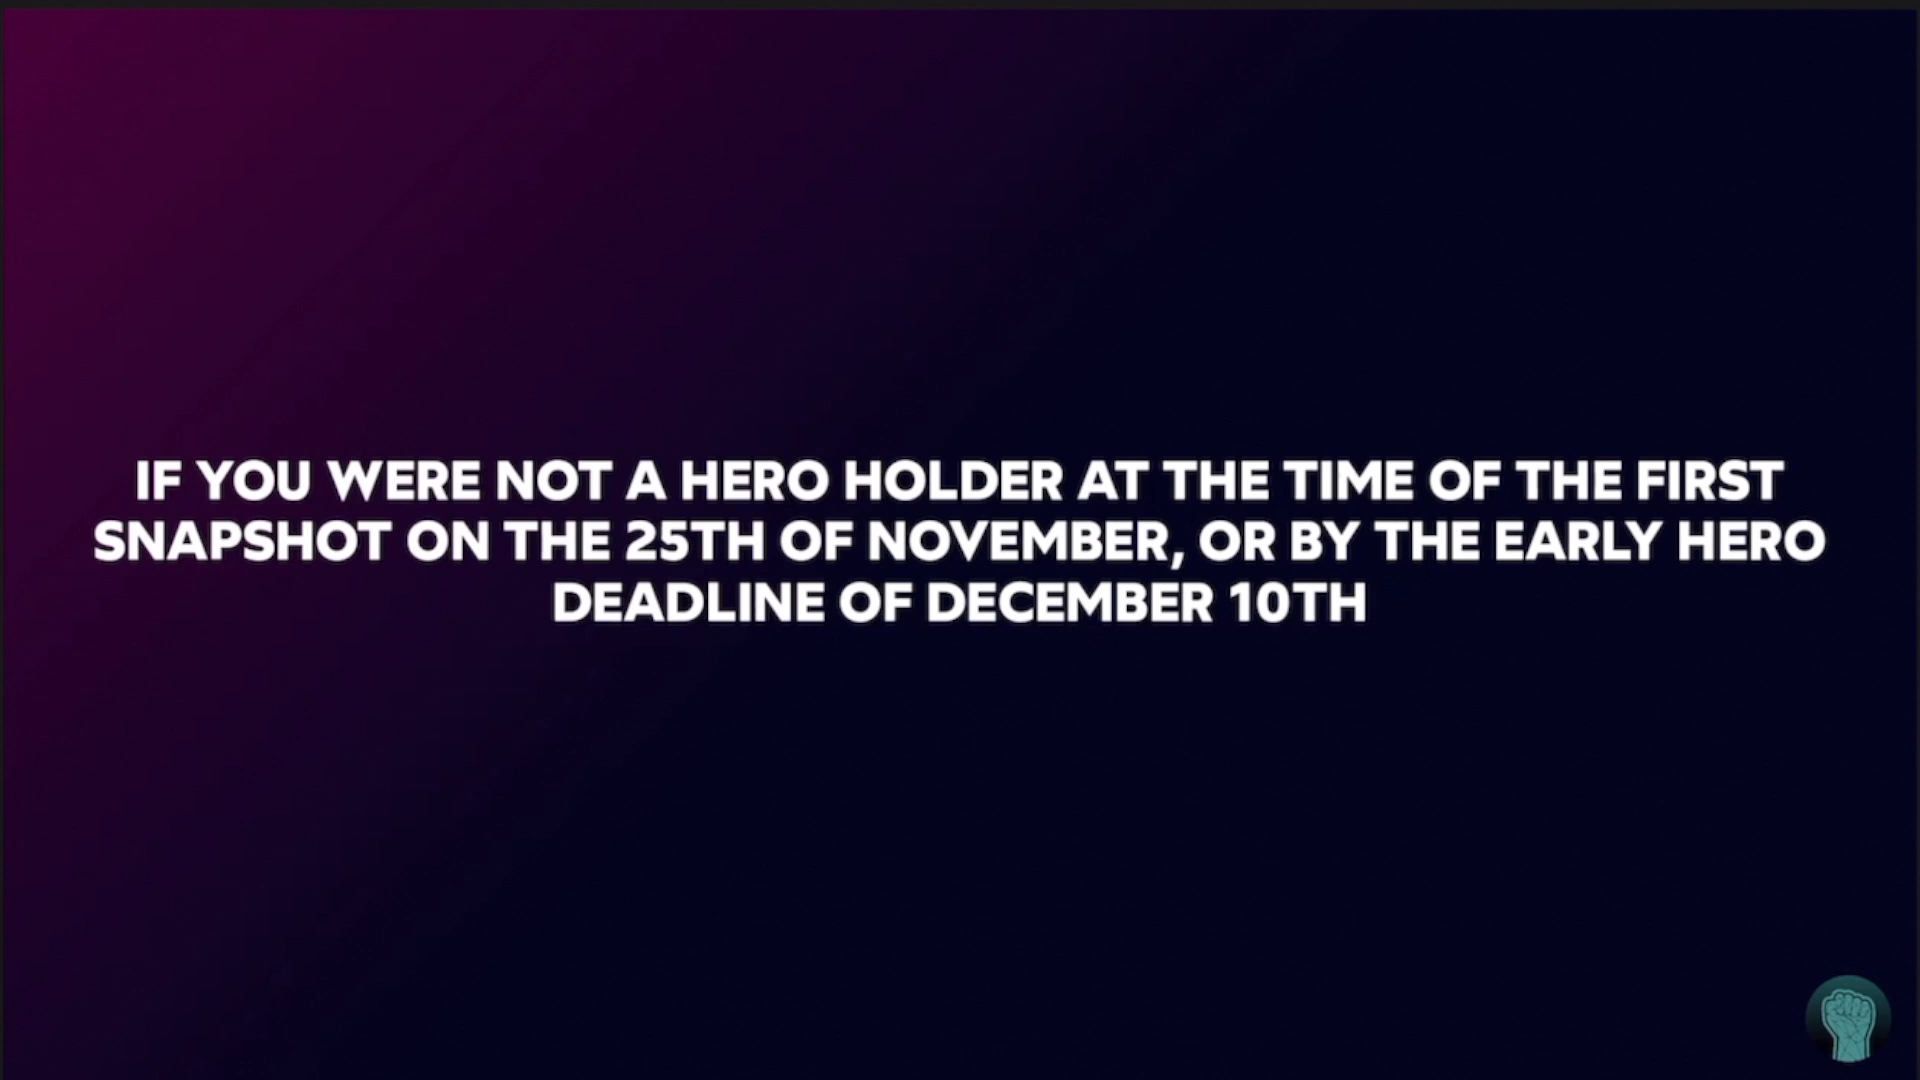 IF YOU WERE NOT A HERO HOLDER AT THE TIME OF THE FIRST
SNAPSHOT ON THE 25TH OF NOVEMBER, OR BY THE EARLY HERO
DEADLINE OF DECEMBER 10TH